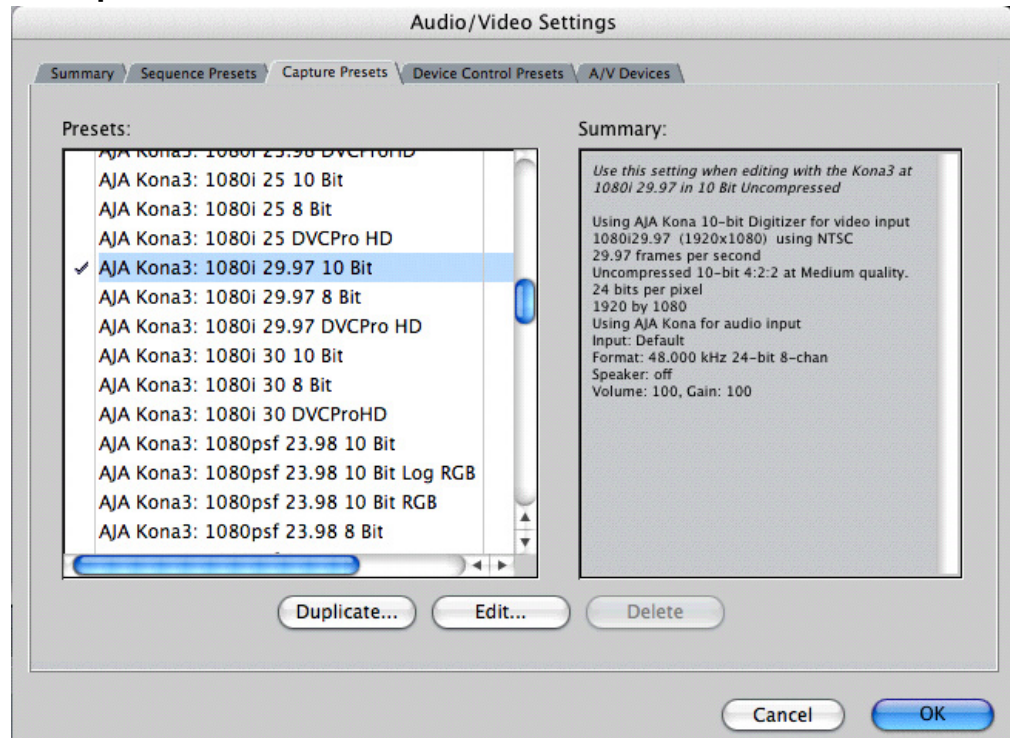 Audio/Video Settings
Summary
Sequence Presets
Capture Presets
Device Control Presets
A/V Devices
Presets:
AJA Kona3: 1080i 23.98 DVCProHD
AJA Kona3: 1080i 25 10 Bit
AJA Kona3: 1080i 25 8 Bit
AJA Kona3: 1080i 25 DVCPro HD
✓ AJA Kona3: 1080i 29.97 10 Bit
AJA Kona3: 1080i 29.97 8 Bit
AJA Kona3: 1080i 29.97 DVCPro HD
AJA Kona3: 1080i 30 10 Bit
AJA Kona3: 1080i 30 8 Bit
AJA Kona3: 1080i 30 DVCProHD
AJA Kona3: 1080psf 23.98 10 Bit
AJA Kona3: 1080psf 23.98 10 Bit Log RGB
AJA Kona3: 1080psf 23.98 10 Bit RGB
AJA Kona3: 1080psf 23.98 8 Bit
Summary:
Use this setting when editing with the Kona3 at
1080i 29.97 in 10 Bit Uncompressed
Using AJA Kona 10-bit Digitizer for video input
1080i29.97 (1920x1080) using NTSC
29.97 frames per second
Uncompressed 10-bit 4:2:2 at Medium quality.
24 bits per pixel
1920 by 1080
Using AJA Kona for audio input
Input: Default
Format: 48.000 kHz 24-bit 8-chan
Speaker: off
Volume: 100, Gain: 100
Duplicate...
Edit...
Delete
Cancel
OK